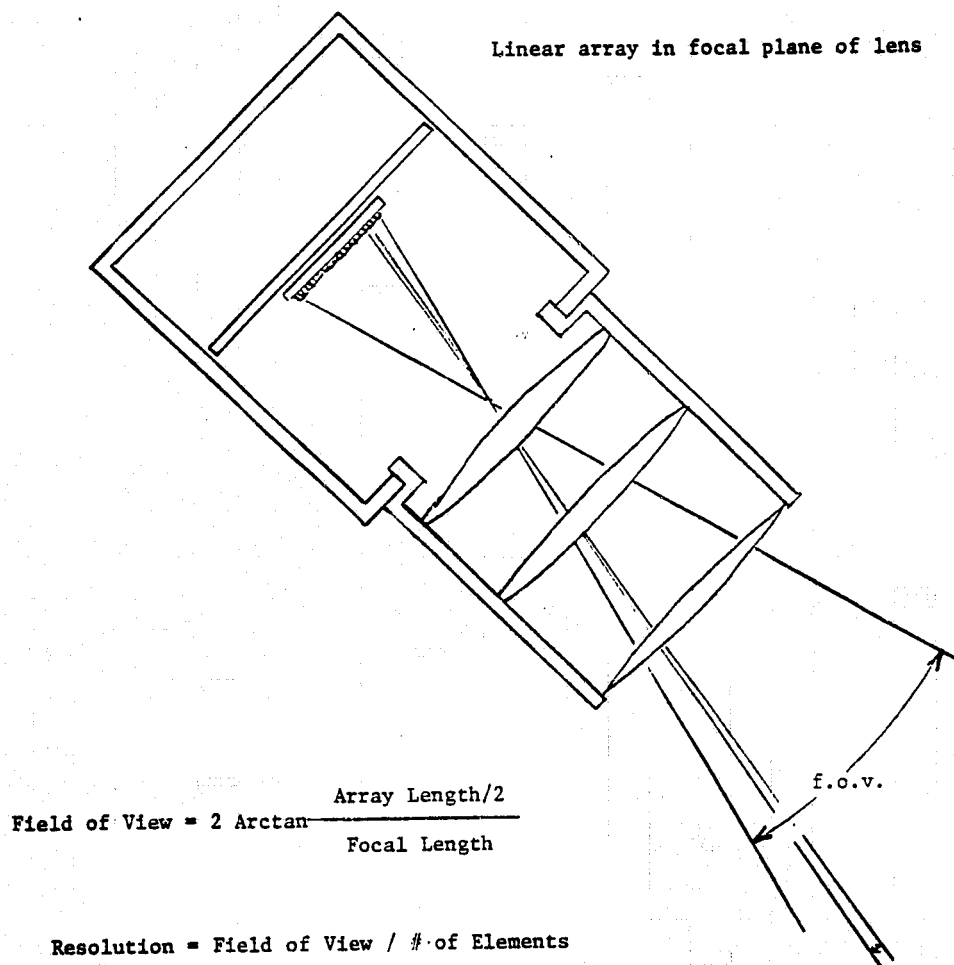 Linear array in focal plane of lens
f.o.v.
Field of View = 2 Arctan Array Length/2
Focal Length
Resolution = Field of View / # of Elements